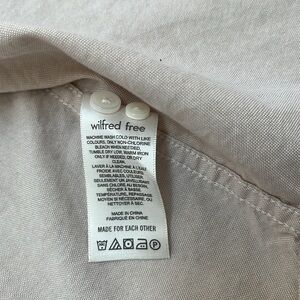 wilfred free
MACHINE WASH COLD WITH LIKE
COLOURS, ONLY NON-CHLORINE
BLEACH WHEN NEEDED,
TUMBLE DRY LOW, WARM IRON
ONLY IF NEEDED, OR DRY
CLEAN.
LAVER À LA MACHINE À L'EAU
FROIDE AVEC COULEURS
SEMBLABLES, UTILISER
SEULEMENT UN JAVELLISANT
SANS CHLORE AU BESOIN,
SÉCHER À BASSE
TEMPÉRATURE, REPASSAGE
TIÈDE SI NÉCESSAIRE, OU
NETTOYER À SEC.
MADE IN CHINA
FABRIQUÉ EN CHINE
MADE FOR EACH OTHER
P